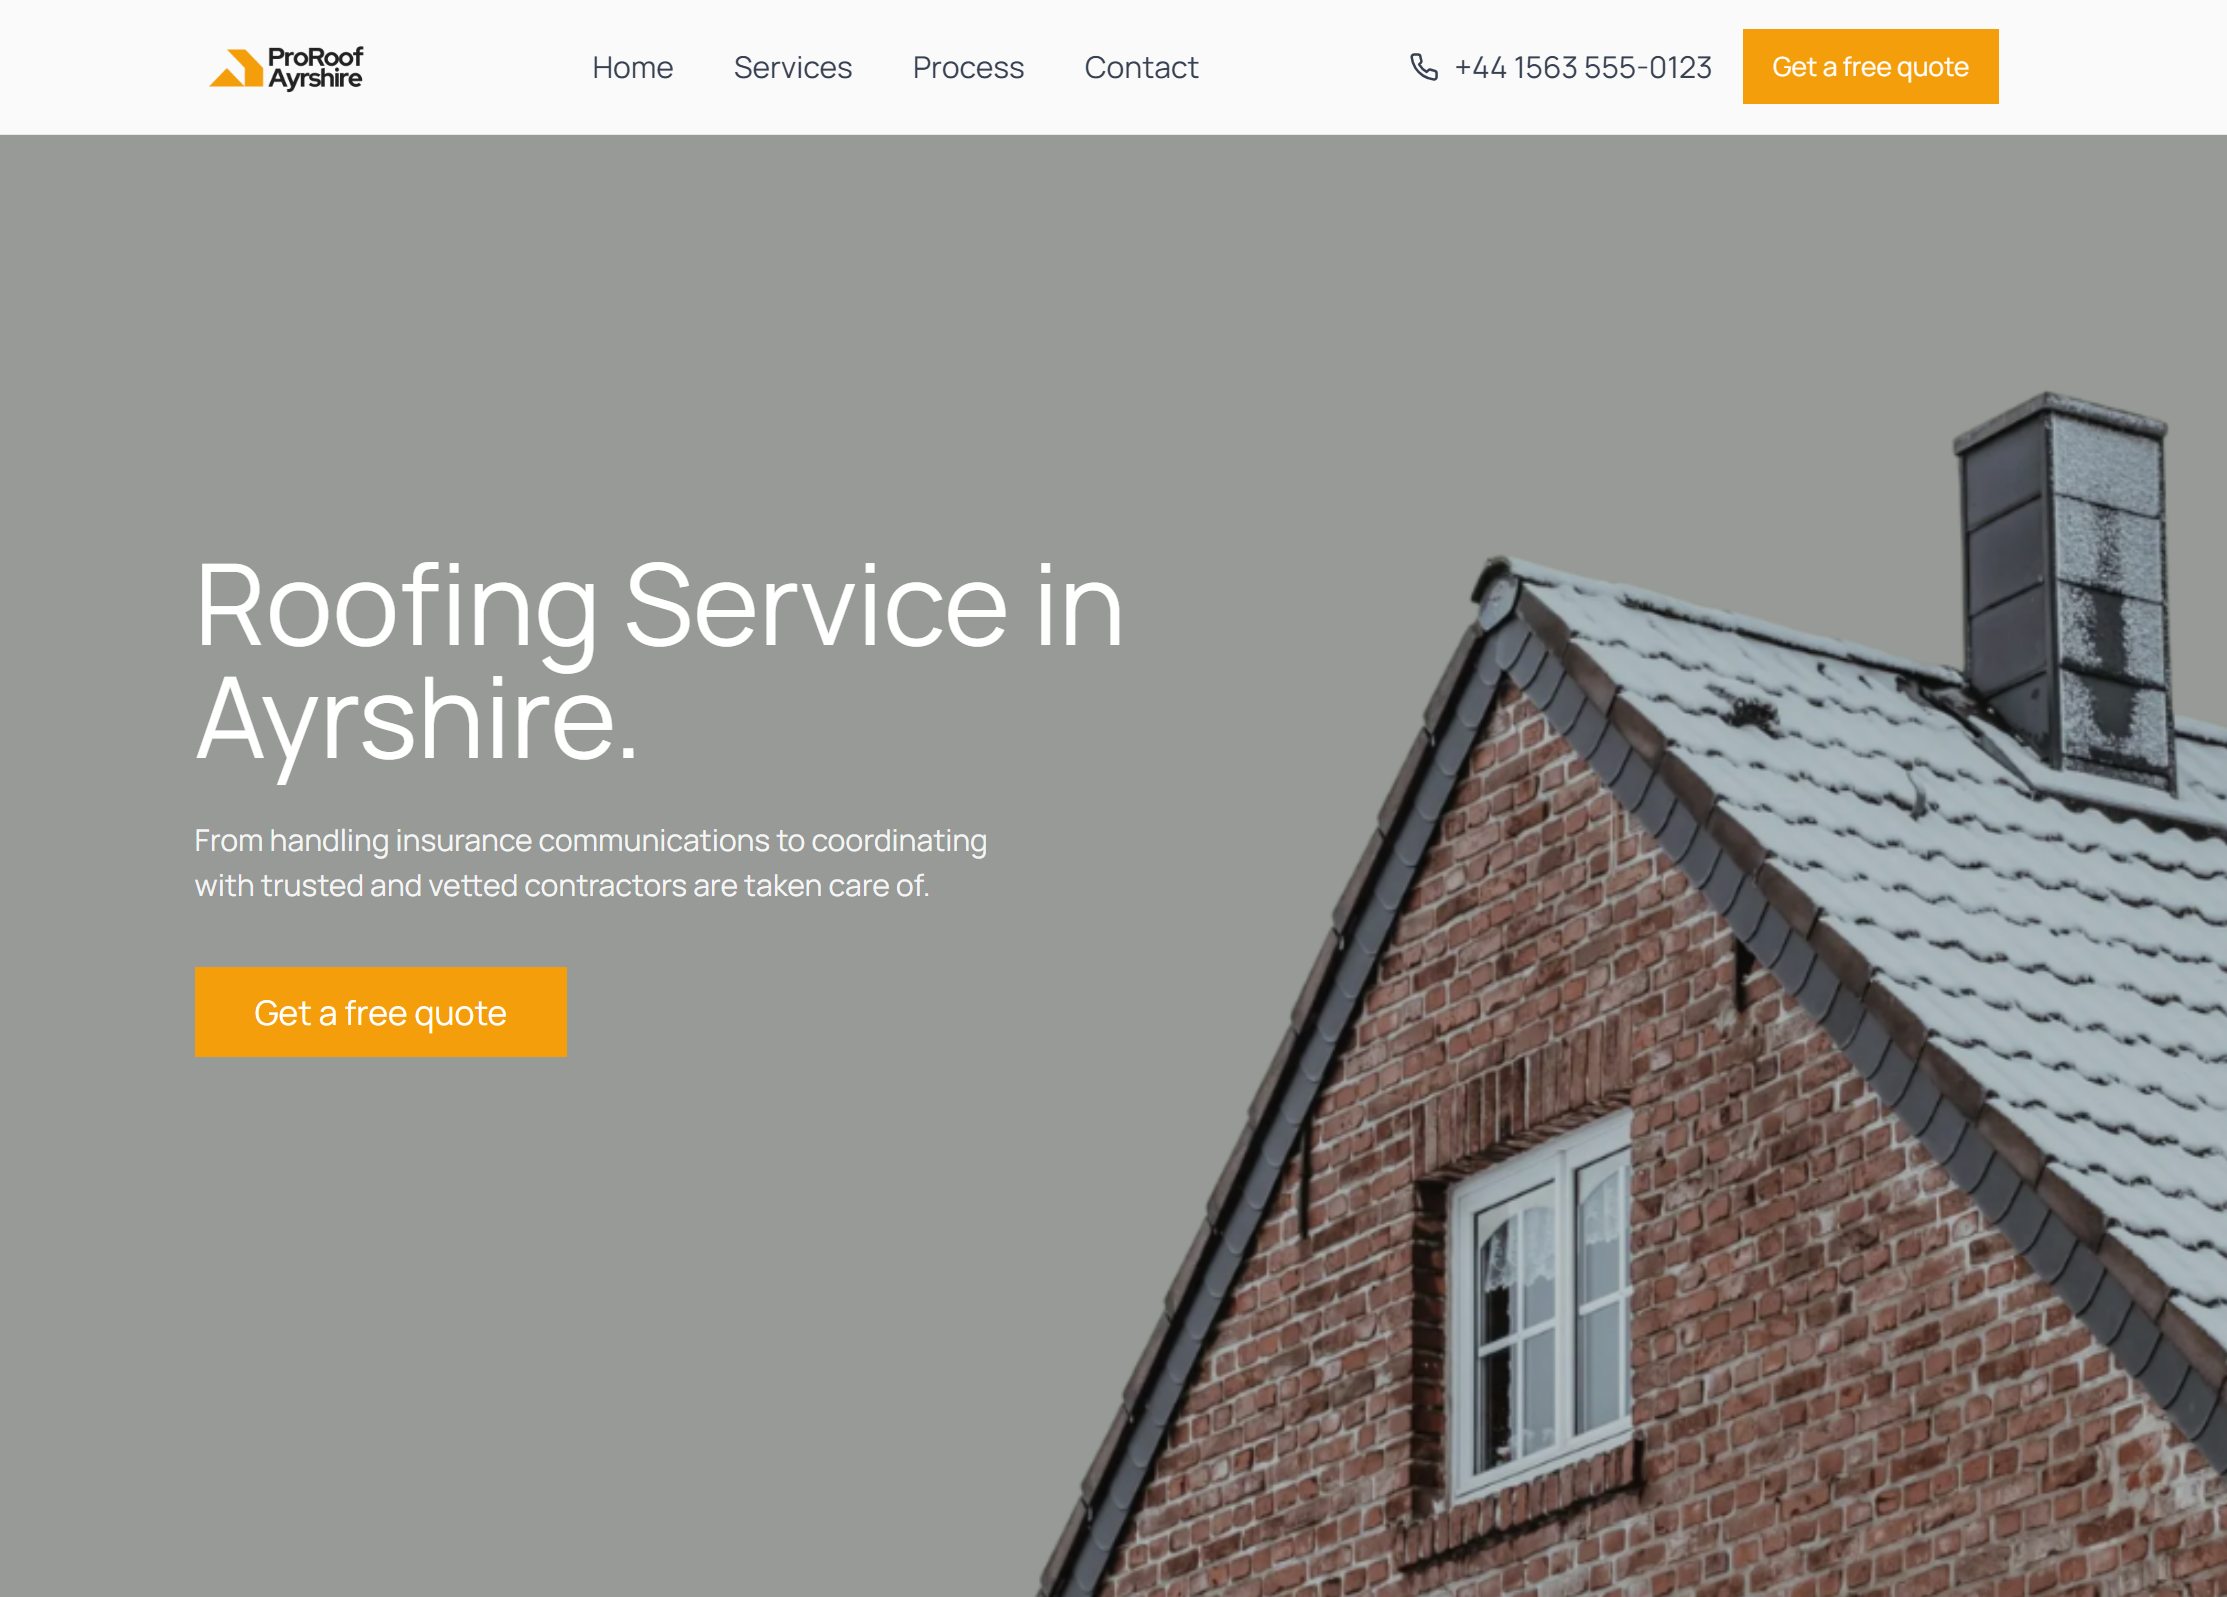 ProRoof
Ayrshire
Home
Services
Process
Contact
+44 1563 555-0123
Get a free quote
Roofing Service in
Ayrshire.
From handling insurance communications to coordinating
with trusted and vetted contractors are taken care of.
Get a free quote